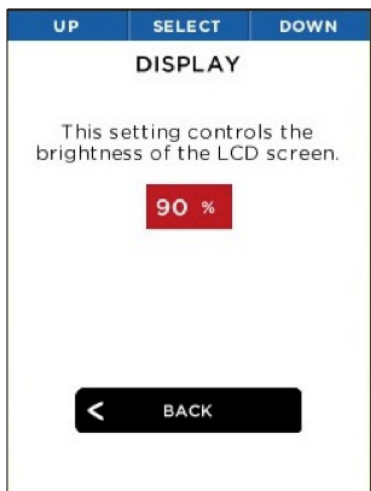 UP SELECT DOWN
DISPLAY
This setting controls the
brightness of the LCD screen.
90 %
< BACK